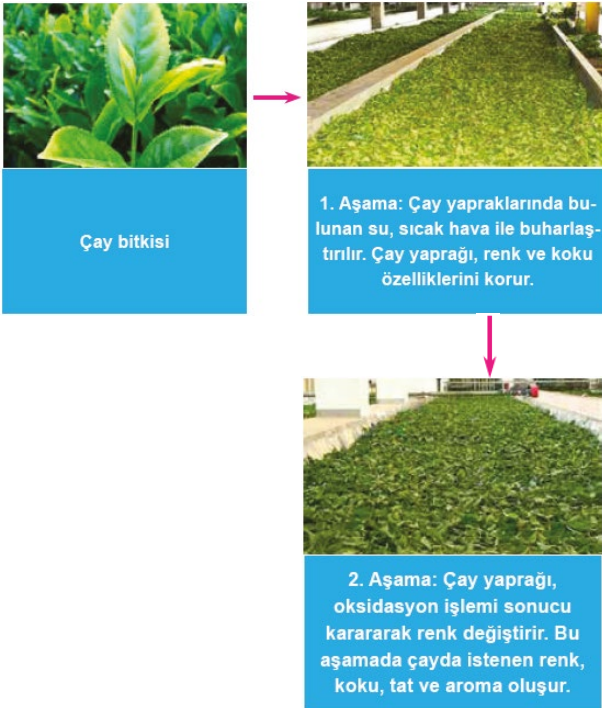 Çay bitkisi
1. Aşama: Çay yapraklarında bu-
lunan su, sıcak hava ile buharlaş-
tırılır. Çay yaprağı, renk ve koku
özelliklerini korur.
2. Aşama: Çay yaprağı,
oksidasyon işlemi sonucu
karararak renk değiştirir. Bu
aşamada çayda istenen renk,
koku, tat ve aroma oluşur.